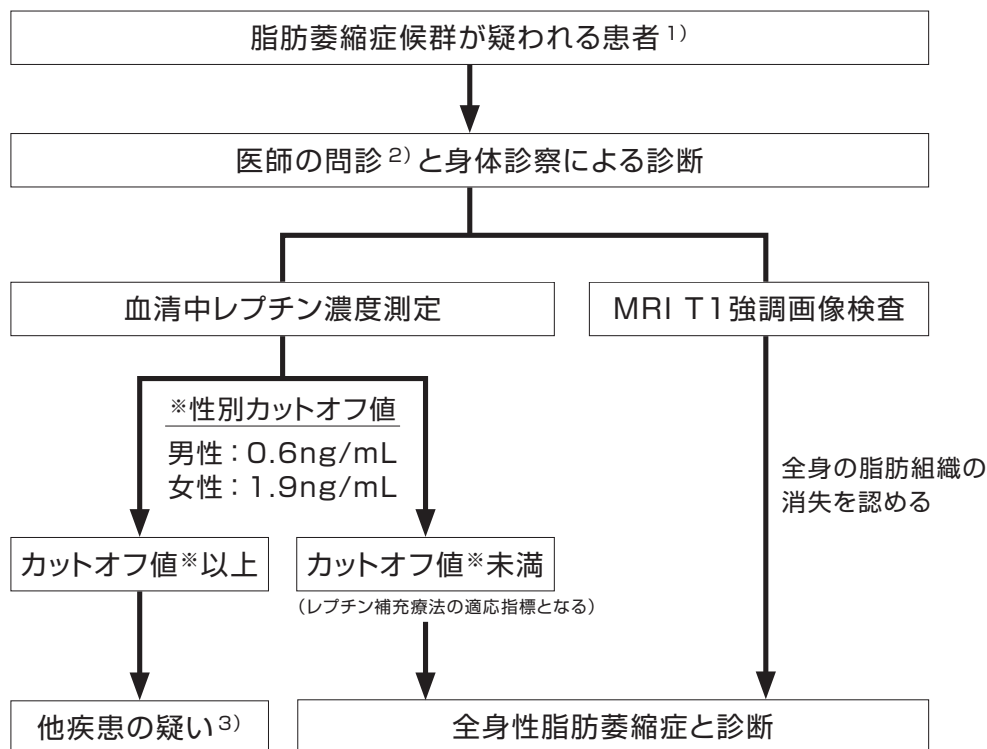 脂肪萎縮症候群が疑われる患者1)
医師の問診2)と身体診察による診断
血清中レプチン濃度測定
MRI T1強調画像検査
※性別カットオフ値
男性：0.6ng/mL
女性：1.9ng/mL
全身の脂肪組織の
消失を認める
カットオフ値※以上
カットオフ値※未満
（レプチン補充療法の適応指標となる）
他疾患の疑い3)
全身性脂肪萎縮症と診断